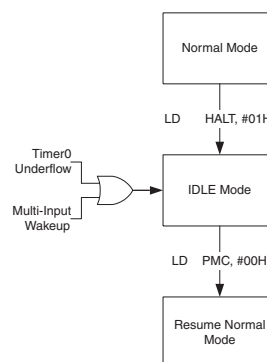 Normal Mode
LD HALT, #01H
Timer0
Underflow
Multi-Input
Wakeup
IDLE Mode
LD PMC, #00H
Resume Normal
Mode